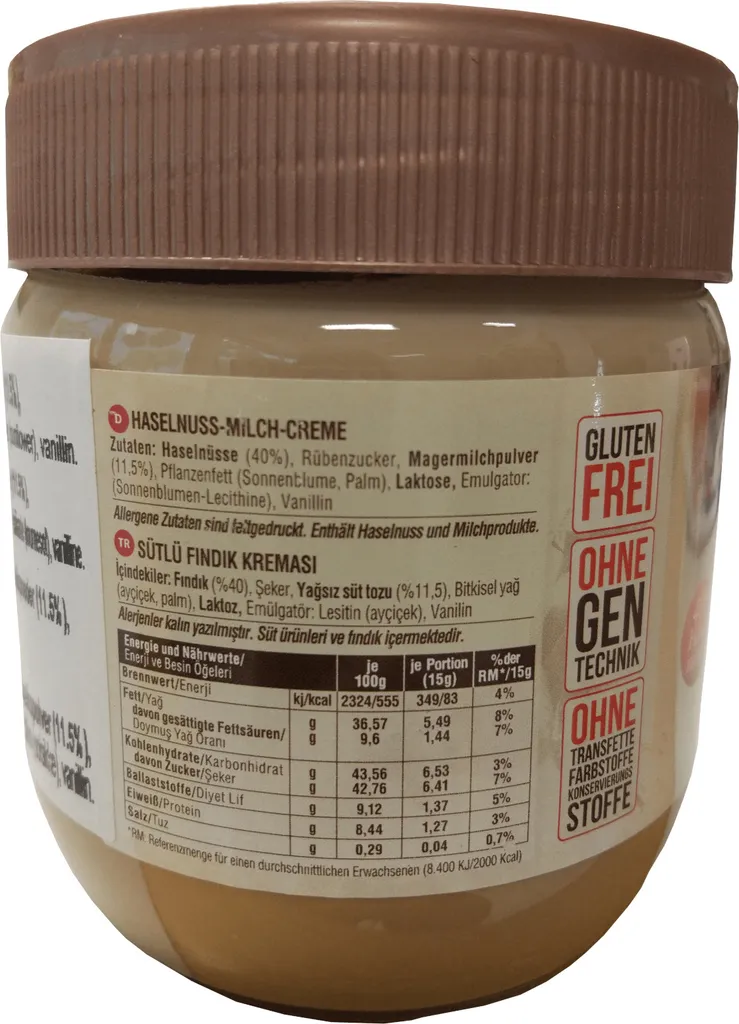 D HASELNUSS-MILCH-CREME
Zutaten: Haselnüsse (40%), Rübenzucker, Magermilchpulver
(11,5%), Pflanzenfett (Sonnenblume, Palm), Laktose, Emulgator:
(Sonnenblumen-Lecithine), Vanillin
Allergene Zutaten sind fettgedruckt. Enthält Haselnuss und Milchprodukte.
TR SÜTLÜ FINDIK KREMASI
İçindekiler: Fındık (%40), Şeker, Yağsız süt tozu (%11,5), Bitkisel yağ
(ayçiçek, palm), Laktoz, Emülgatör: Lesitin (ayçiçek), Vanilin
Alerjenler kalın yazılmıştır. Süt ürünleri ve fındık içermektedir.
Energie und Nährwerte/
Enerji ve Besin Öğeleri
je 100g
je Portion (15g)
%der RM*/15g
Brennwert/Enerji kj/kcal 2324/555 349/83 4%
Fett/Yağ g 36,57 5,49 8%
davon gesättigte Fettsäuren/
Doymuş Yağ Oranı g 9,6 1,44 7%
Kohlenhydrate/Karbonhidrat g 43,56 6,53 3%
davon Zucker/Şeker g 42,76 6,41 7%
Ballaststoffe/Diyet Lif g 9,12 1,37 5%
Eiweiß/Protein g 8,44 1,27 3%
Salz/Tuz g 0,29 0,04 0,7%
*RM: Referenzmenge für einen durchschnittlichen Erwachsenen (8.400 KJ/2000 Kcal)
GLUTEN
FREI
OHNE
GEN
TECHNIK
OHNE
TRANSFETTE
FARBSTOFFE
KONSERVIERUNGS
STOFFE
vanillin.
(11.5%),
(11.5%),
vanillin.